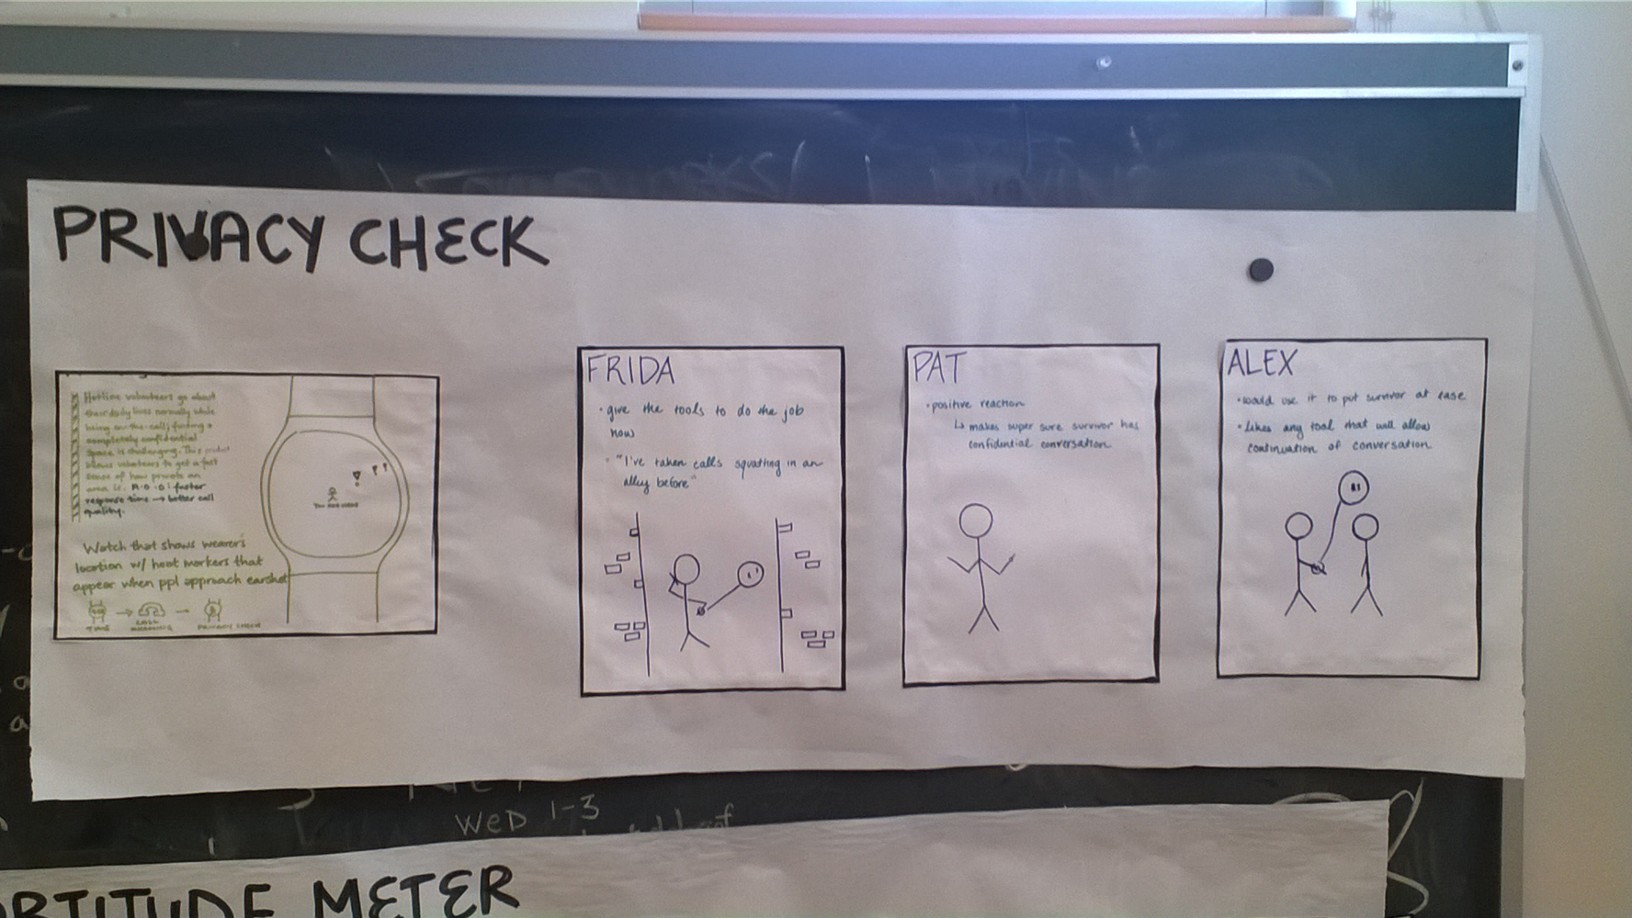 PRIVACY CHECK
Hotline volunteers go about
their daily lives normally while
being on-the-call; finding a
completely confidential
space is challenging. This product
allows volunteers to get a fast
sense of how private an
area is. faster
response time → better call
quality.
Watch that shows wearer's
location w/ heat markers that
appear when ppl approach earshot
TIME → CALL INCOMING → PRIVACY CHECK
FRIDA
• give the tools to do the job
now
• "I've taken calls squatting in an
alley before"
PAT
• positive reaction
↳ makes super sure survivor has
confidential conversation
ALEX
• would use it to put survivor at ease
• likes any tool that will allow
continuation of conversation
WED 1-3
ORTITUDE METER